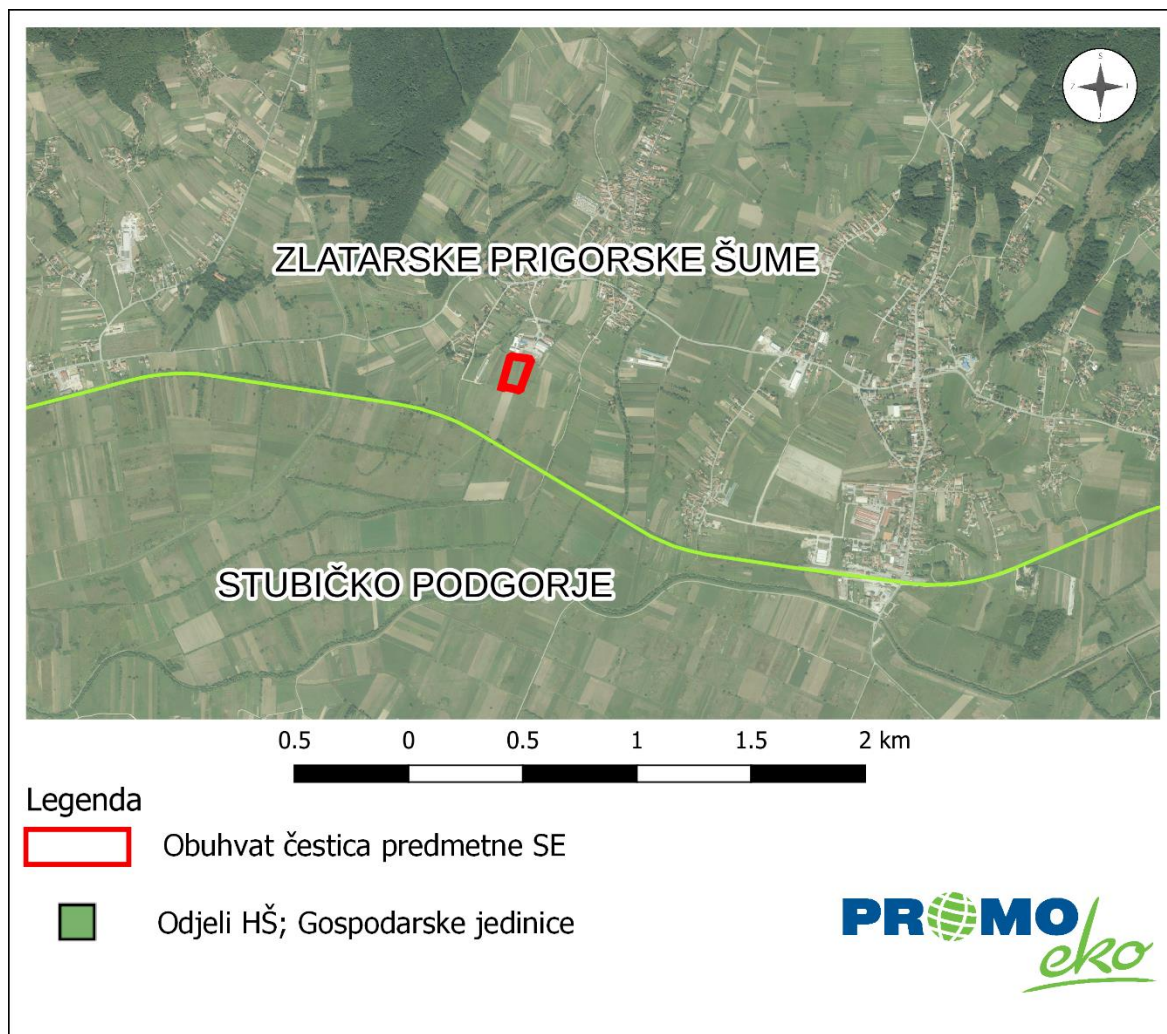 S
Z I
J
ZLATARSKE PRIGORSKE ŠUME
STUBIČKO PODGORJE
0.5 0 0.5 1 1.5 2 km
Legenda
Obuhvat čestica predmetne SE
Odjeli HŠ; Gospodarske jedinice
PROMO
eko